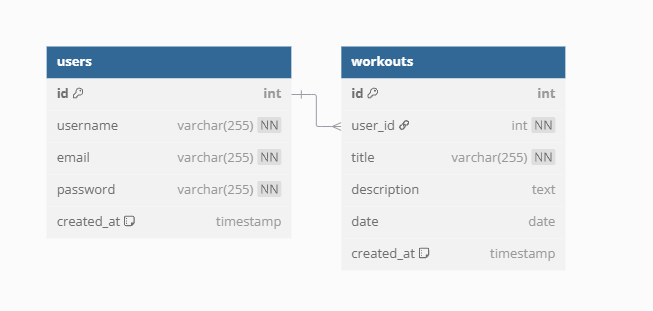 users
id int
username varchar(255) NN
email varchar(255) NN
password varchar(255) NN
created_at timestamp
workouts
id int
user_id int NN
title varchar(255) NN
description text
date date
created_at timestamp